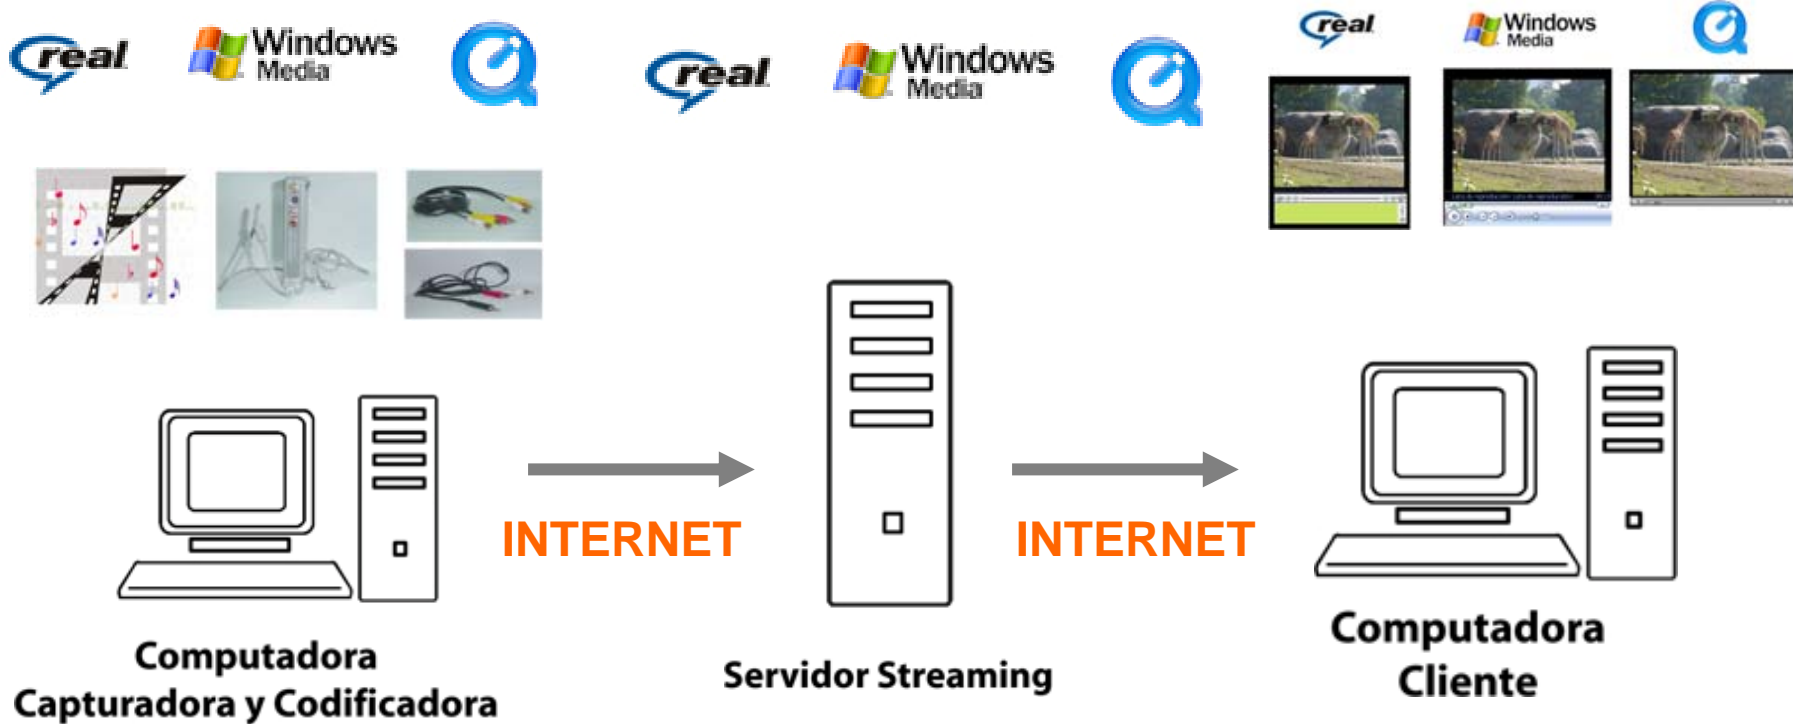 real
Windows
Media
real
Windows
Media
real
Windows
Media
INTERNET
INTERNET
Computadora
Capturadora y Codificadora
Servidor Streaming
Computadora
Cliente